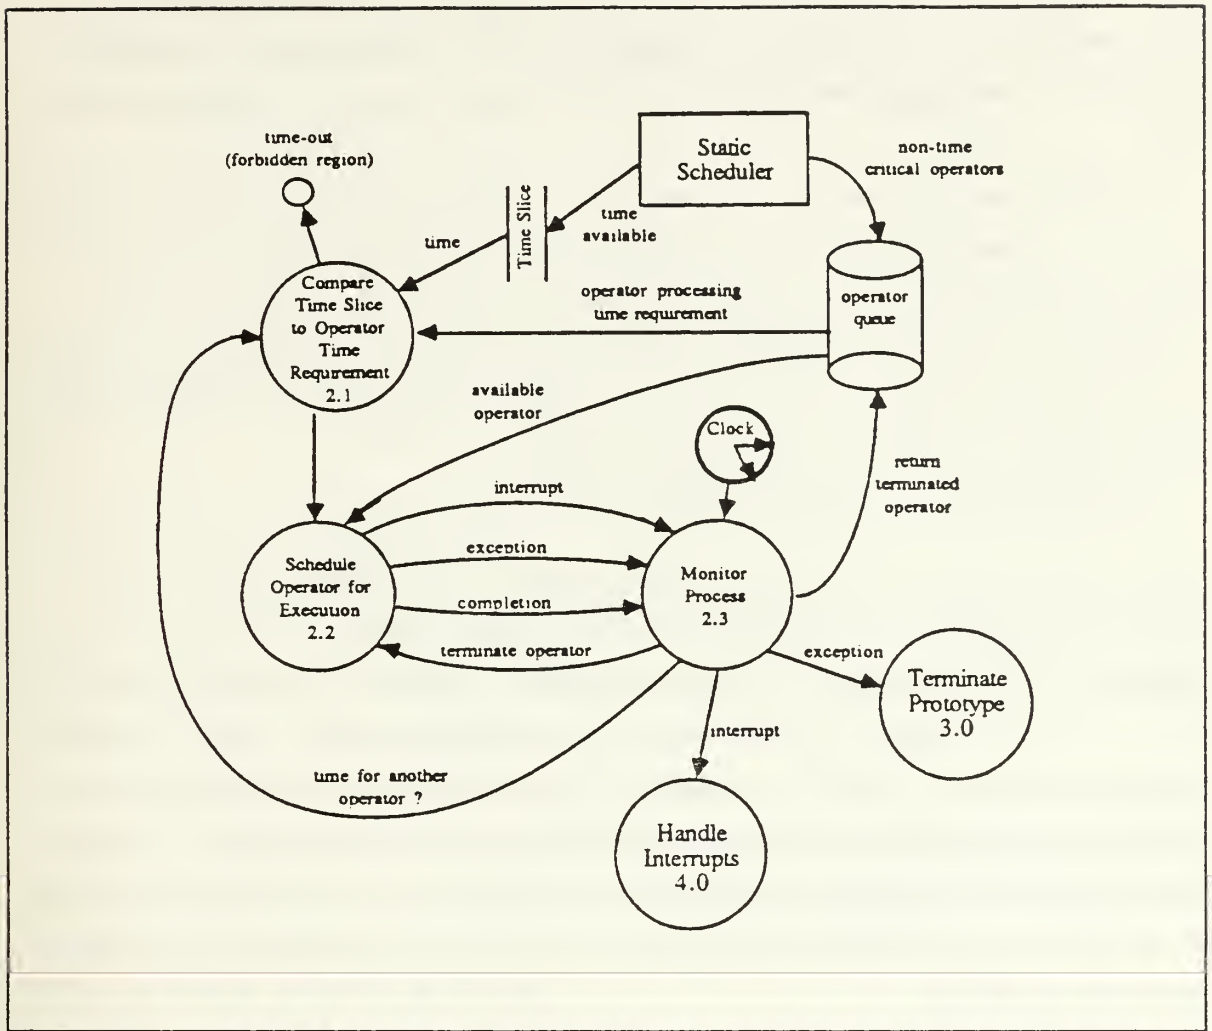 time-out
(forbidden region)
Static
Scheduler
non-time
critical operators
Time Slice
time
available
time
Compare
Time Slice
to Operator
Time
Requirement
2.1
operator processing
time requirement
operator
queue
available
operator
Clock
return
terminated
operator
interrupt
exception
completion
terminate operator
Schedule
Operator for
Execution
2.2
Monitor
Process
2.3
exception
Terminate
Prototype
3.0
interrupt
time for another
operator ?
Handle
Interrupts
4.0